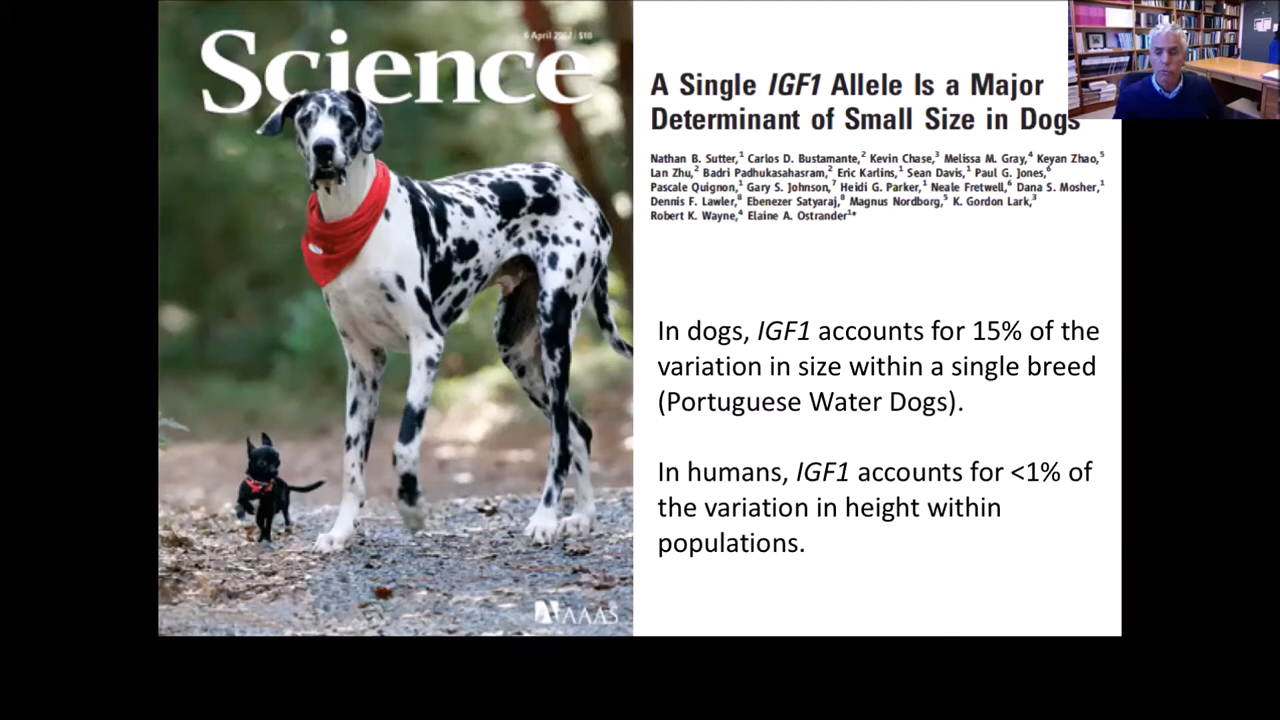 Science
6 April 2007 | $10
AAAS
A Single IGF1 Allele Is a Major
Determinant of Small Size in Dogs
Nathan B. Sutter,1 Carlos D. Bustamante,2 Kevin Chase,3 Melissa M. Gray,4 Keyan Zhao,5
Lan Zhu,2 Badri Padhukasahasram,2 Eric Karlins,1 Sean Davis,1 Paul G. Jones,6
Pascale Quignon,1 Gary S. Johnson,7 Heidi G. Parker,1 Neale Fretwell,6 Dana S. Mosher,1
Dennis F. Lawler,8 Ebenezer Satyaraj,8 Magnus Nordborg,5 K. Gordon Lark,3
Robert K. Wayne,4 Elaine A. Ostrander1*
In dogs, IGF1 accounts for 15% of the
variation in size within a single breed
(Portuguese Water Dogs).
In humans, IGF1 accounts for <1% of
the variation in height within
populations.